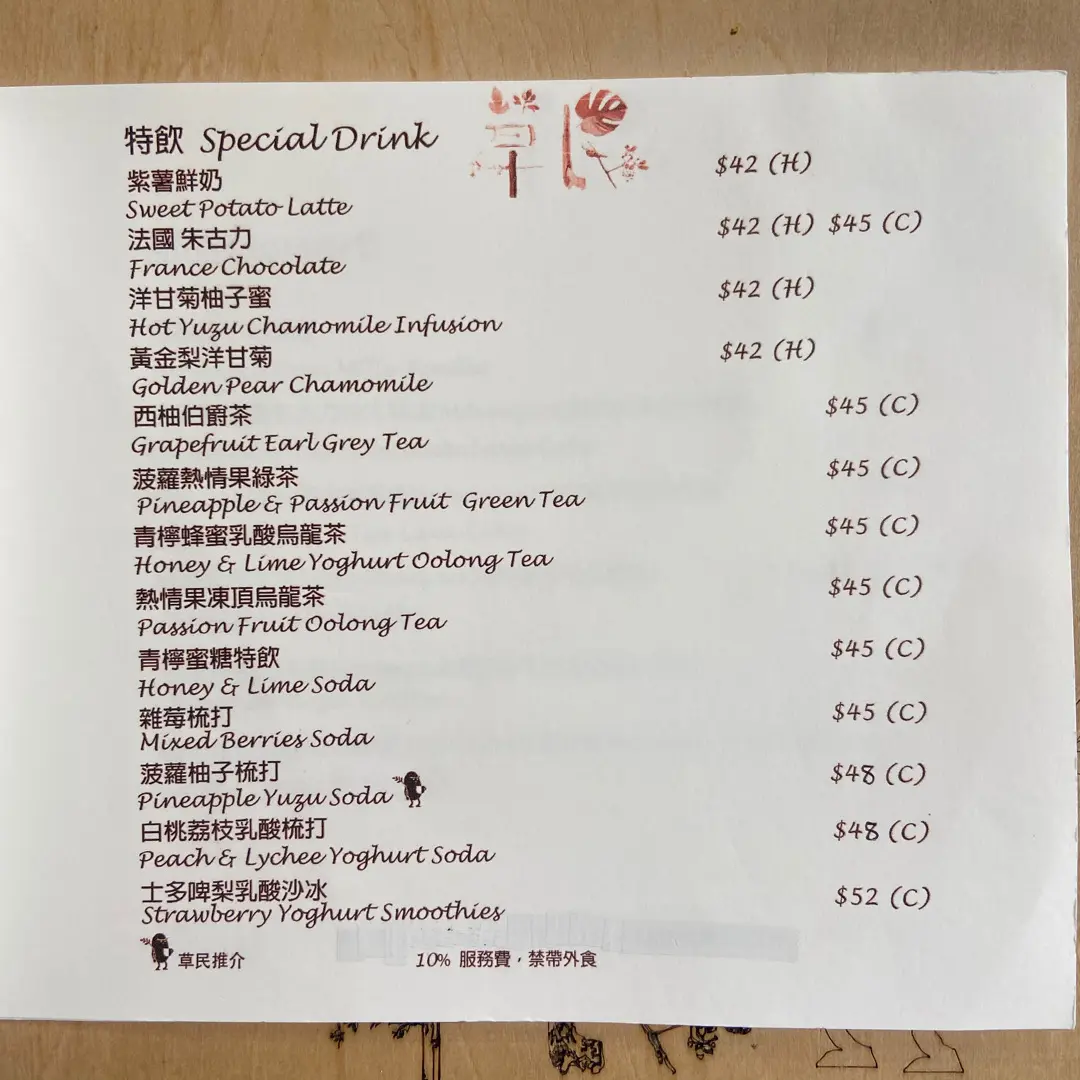 草民
特飲 Special Drink
紫薯鮮奶 $42 (H)
Sweet Potato Latte
法國 朱古力 $42 (H) $45 (C)
France Chocolate
洋甘菊柚子蜜 $42 (H)
Hot Yuzu Chamomile Infusion
黃金梨洋甘菊 $42 (H)
Golden Pear Chamomile
西柚伯爵茶 $45 (C)
Grapefruit Earl Grey Tea
菠蘿熱情果綠茶 $45 (C)
Pineapple & Passion Fruit Green Tea
青檸蜂蜜乳酸烏龍茶 $45 (C)
Honey & Lime Yoghurt Oolong Tea
熱情果凍頂烏龍茶 $45 (C)
Passion Fruit Oolong Tea
青檸蜜糖特飲 $45 (C)
Honey & Lime Soda
雜莓梳打 $45 (C)
Mixed Berries Soda
菠蘿柚子梳打 $48 (C)
Pineapple Yuzu Soda
白桃荔枝乳酸梳打 $48 (C)
Peach & Lychee Yoghurt Soda
士多啤梨乳酸沙冰 $52 (C)
Strawberry Yoghurt Smoothies
草民推介 10% 服務費，禁帶外食